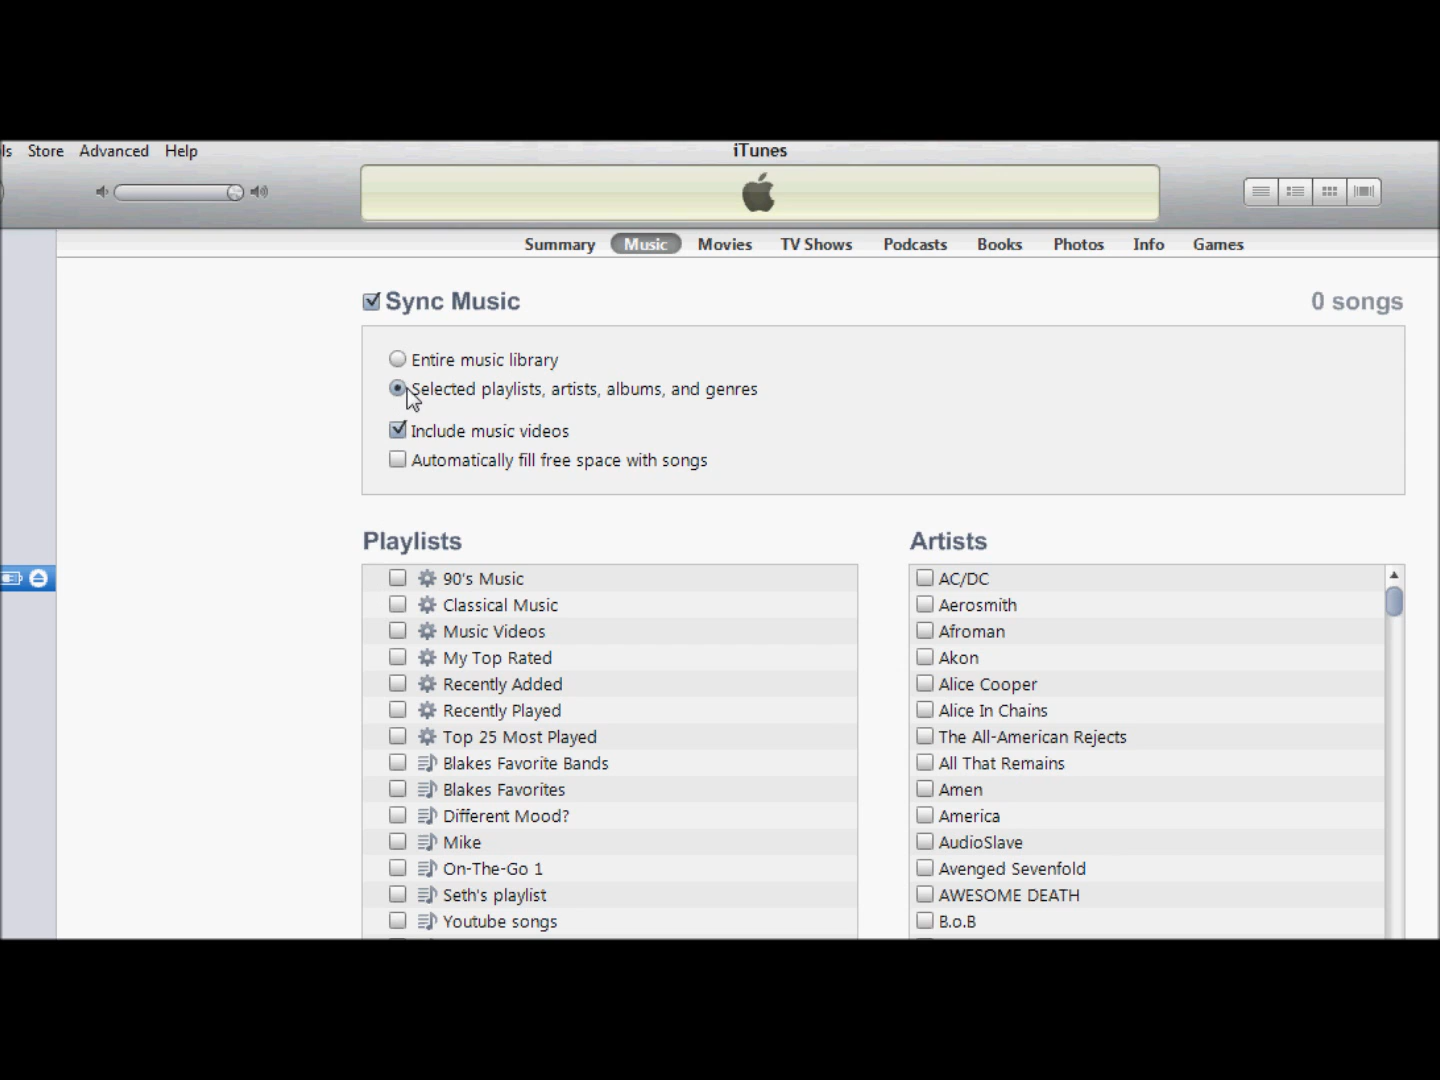 ls Store Advanced Help
iTunes
Summary Music Movies TV Shows Podcasts Books Photos Info Games
Sync Music
0 songs
Entire music library
Selected playlists, artists, albums, and genres
Include music videos
Automatically fill free space with songs
Playlists
90's Music
Classical Music
Music Videos
My Top Rated
Recently Added
Recently Played
Top 25 Most Played
Blakes Favorite Bands
Blakes Favorites
Different Mood?
Mike
On-The-Go 1
Seth's playlist
Youtube songs
Artists
AC/DC
Aerosmith
Afroman
Akon
Alice Cooper
Alice In Chains
The All-American Rejects
All That Remains
Amen
America
AudioSlave
Avenged Sevenfold
AWESOME DEATH
B.o.B